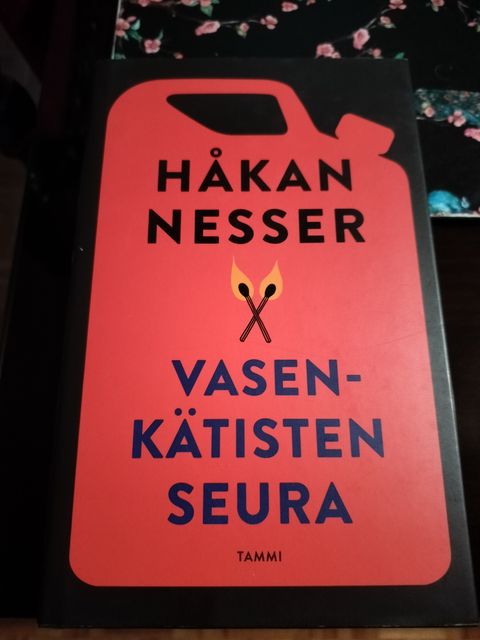 HÅKAN
NESSER
VASEN-
KÄTISTEN
SEURA
TAMMI